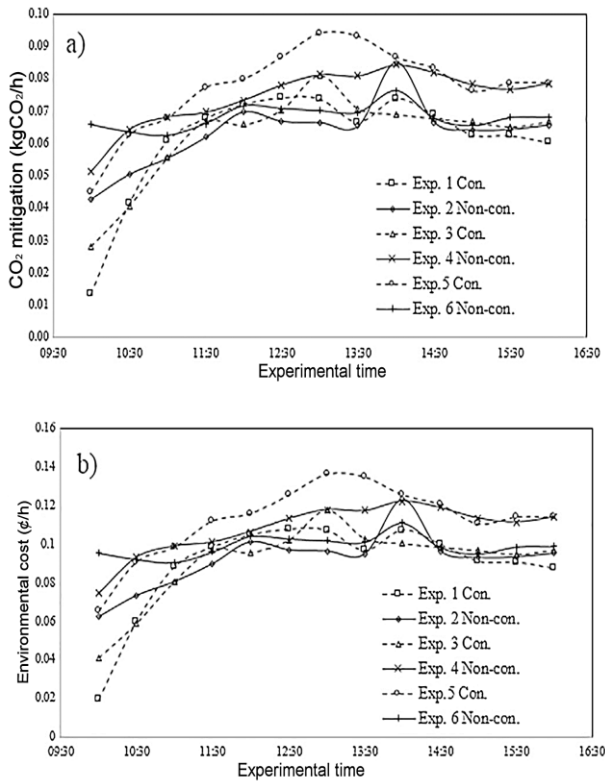 a)
CO₂ mitigation (kgCO₂/h)
0.10
0.09
0.08
0.07
0.06
0.05
0.04
0.03
0.02
0.01
0.00
Exp. 1 Con.
Exp. 2 Non-con.
Exp. 3 Con.
Exp. 4 Non-con.
Exp.5 Con.
Exp. 6 Non-con.
09:30 10:30 11:30 12:30 13:30 14:30 15:30 16:30
Experimental time
b)
Environmental cost (¢/h)
0.16
0.14
0.12
0.1
0.08
0.06
0.04
0.02
0
Exp. 1 Con.
Exp. 2 Non-con.
Exp. 3 Con.
Exp. 4 Non-con.
Exp.5 Con.
Exp. 6 Non-con.
09:30 10:30 11:30 12:30 13:30 14:30 15:30 16:30
Experimental time